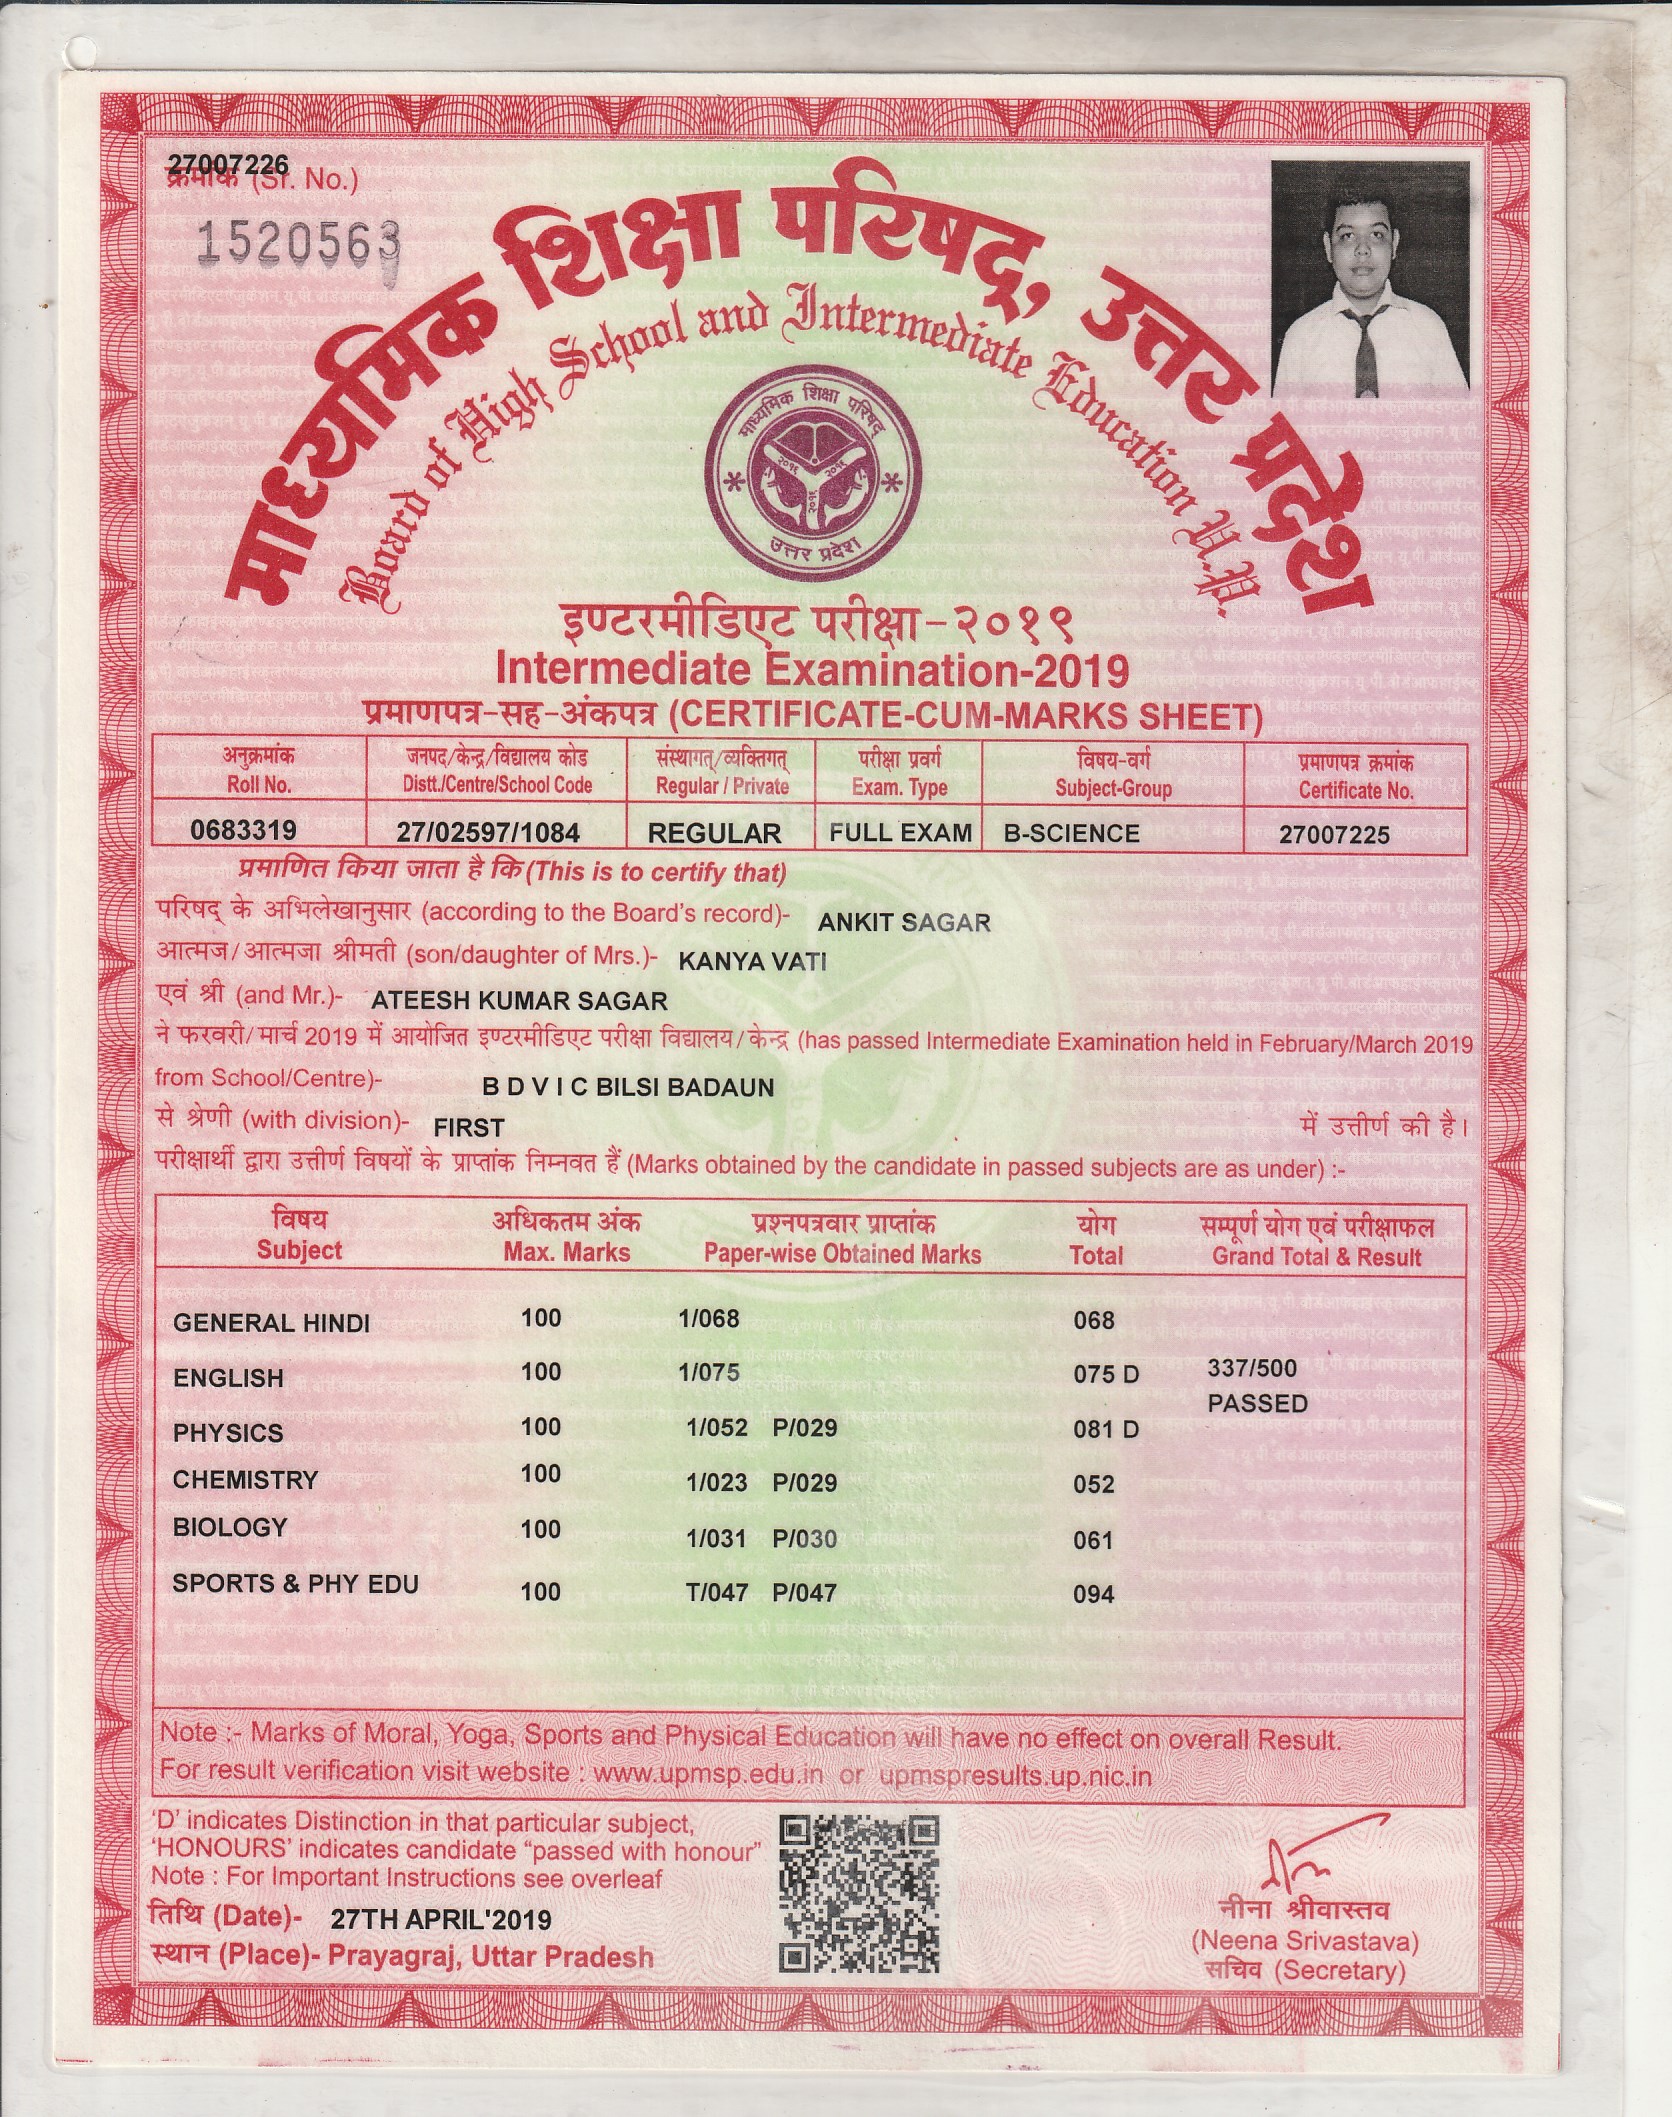 27007226
क्रमांक (Sr. No.)
1520563
माध्यमिक शिक्षा परिषद्, उत्तर प्रदेश
Board of High School and Intermediate Education U.P.
माध्यमिक शिक्षा परिषद्
उत्तर प्रदेश
इण्टरमीडिएट परीक्षा-२०१९
Intermediate Examination-2019
प्रमाणपत्र-सह-अंकपत्र (CERTIFICATE-CUM-MARKS SHEET)
अनुक्रमांक जनपद/केन्द्र/विद्यालय कोड संस्थागत्/व्यक्तिगत् परीक्षा प्रवर्ग विषय-वर्ग प्रमाणपत्र क्रमांक
Roll No. Distt./Centre/School Code Regular / Private Exam. Type Subject-Group Certificate No.
0683319 27/02597/1084 REGULAR FULL EXAM B-SCIENCE 27007225
प्रमाणित किया जाता है कि (This is to certify that)
परिषद् के अभिलेखानुसार (according to the Board's record)- ANKIT SAGAR
आत्मज/आत्मजा श्रीमती (son/daughter of Mrs.)- KANYA VATI
एवं श्री (and Mr.)- ATEESH KUMAR SAGAR
ने फरवरी/मार्च 2019 में आयोजित इण्टरमीडिएट परीक्षा विद्यालय/केन्द्र (has passed Intermediate Examination held in February/March 2019
from School/Centre)- B D V I C BILSI BADAUN
से श्रेणी (with division)- FIRST में उत्तीर्ण की है।
परीक्षार्थी द्वारा उत्तीर्ण विषयों के प्राप्तांक निम्नवत हैं (Marks obtained by the candidate in passed subjects are as under) :-
विषय अधिकतम अंक प्रश्नपत्रवार प्राप्तांक योग सम्पूर्ण योग एवं परीक्षाफल
Subject Max. Marks Paper-wise Obtained Marks Total Grand Total & Result
GENERAL HINDI 100 1/068 068
ENGLISH 100 1/075 075 D 337/500
PASSED
PHYSICS 100 1/052 P/029 081 D
CHEMISTRY 100 1/023 P/029 052
BIOLOGY 100 1/031 P/030 061
SPORTS & PHY EDU 100 T/047 P/047 094
Note :- Marks of Moral, Yoga, Sports and Physical Education will have no effect on overall Result.
For result verification visit website : www.upmsp.edu.in or upmspresults.up.nic.in
'D' indicates Distinction in that particular subject,
'HONOURS' indicates candidate "passed with honour"
Note : For Important Instructions see overleaf
तिथि (Date)- 27TH APRIL'2019
स्थान (Place)- Prayagraj, Uttar Pradesh
नीना श्रीवास्तव
(Neena Srivastava)
सचिव (Secretary)